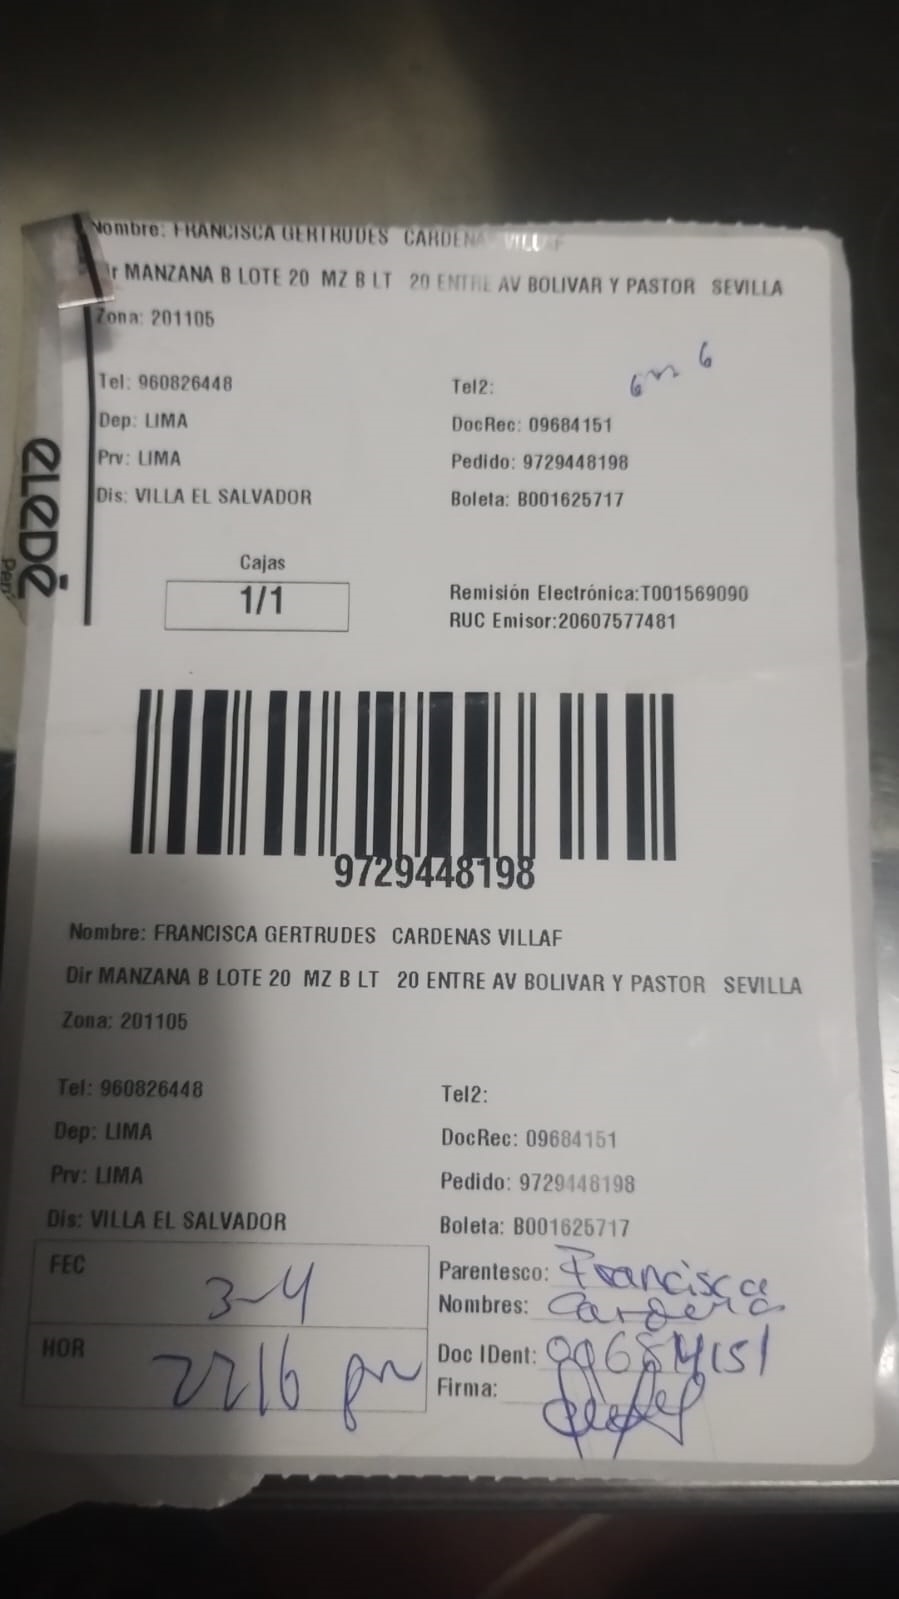 Nombre: FRANCISCA GERTRUDES CARDENAS VILLAF
Dir MANZANA B LOTE 20 MZ B LT 20 ENTRE AV BOLIVAR Y PASTOR SEVILLA
Zona: 201105
Tel: 960826448
Tel2:
Dep: LIMA
DocRec: 09684151
Prv: LIMA
Pedido: 9729448198
Dis: VILLA EL SALVADOR
Boleta: B001625717
Cajas
1/1
Remisión Electrónica:T001569090
RUC Emisor:20607577481
9729448198
Nombre: FRANCISCA GERTRUDES CARDENAS VILLAF
Dir MANZANA B LOTE 20 MZ B LT 20 ENTRE AV BOLIVAR Y PASTOR SEVILLA
Zona: 201105
Tel: 960826448
Tel2:
Dep: LIMA
DocRec: 09684151
Prv: LIMA
Pedido: 9729448198
Dis: VILLA EL SALVADOR
Boleta: B001625717
FEC
3-4
Parentesco: Francisca
Nombres:
HOR
Doc IDent: 09684151
Firma: